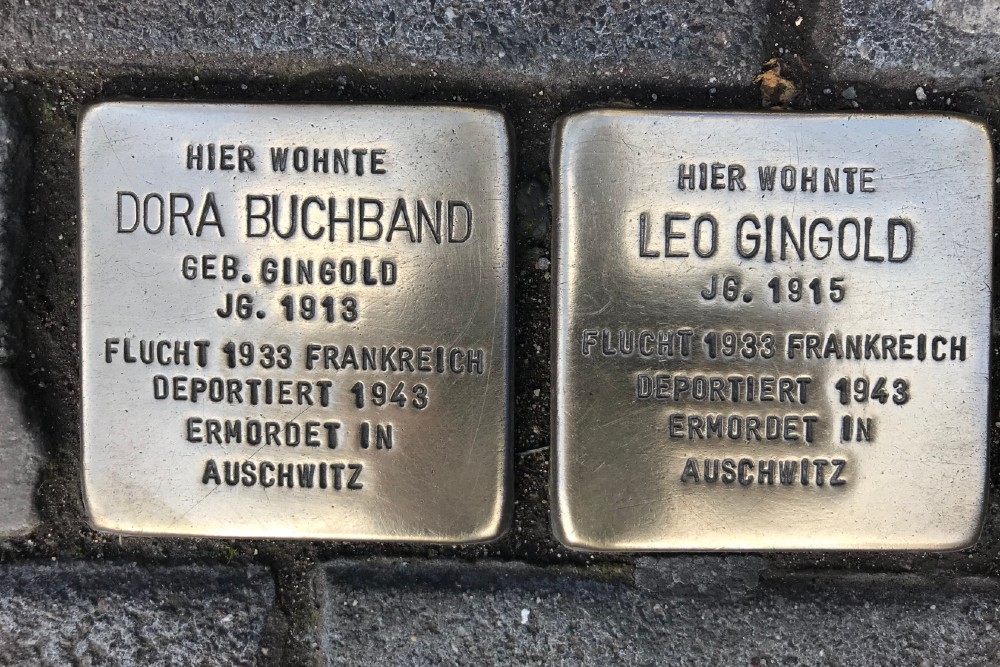 HIER WOHNTE
DORA BUCHBAND
GEB. GINGOLD
JG. 1913
FLUCHT 1933 FRANKREICH
DEPORTIERT 1943
ERMORDET IN
AUSCHWITZ
HIER WOHNTE
LEO GINGOLD
JG. 1915
FLUCHT 1933 FRANKREICH
DEPORTIERT 1943
ERMORDET IN
AUSCHWITZ